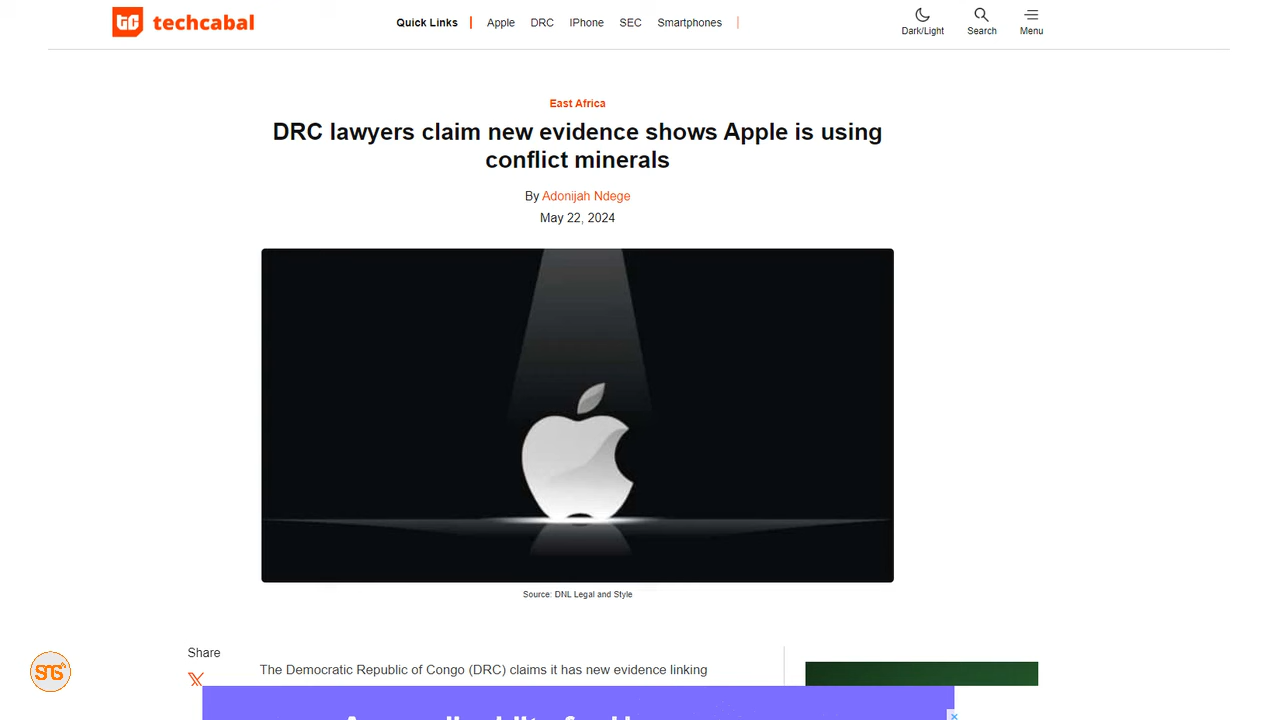 techcabal
Quick Links Apple DRC IPhone SEC Smartphones
Dark/Light Search Menu
East Africa
DRC lawyers claim new evidence shows Apple is using
conflict minerals
By Adonijah Ndege
May 22, 2024
Source: DNL Legal and Style
Share
The Democratic Republic of Congo (DRC) claims it has new evidence linking
SNS